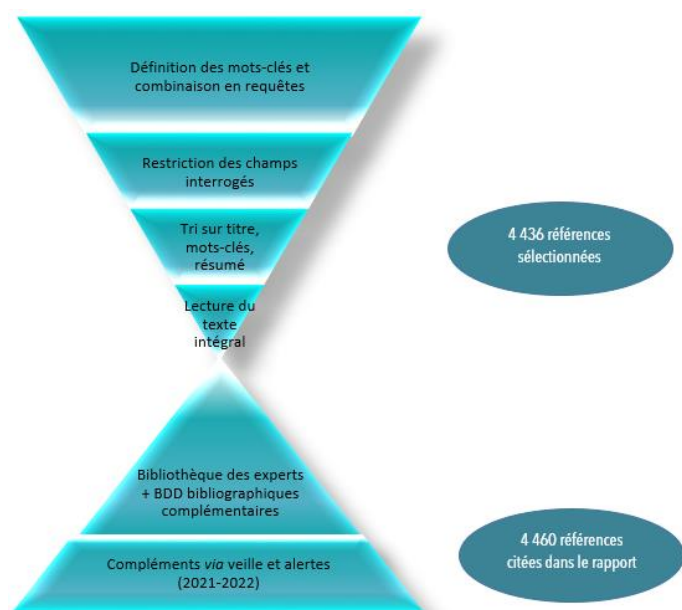 Définition des mots-clés et
combinaison en requêtes
Restriction des champs
interrogés
Tri sur titre,
mots-clés,
résumé
4 436 références
sélectionnées
Lecture du
texte
intégral
Bibliothèque des experts
+ BDD bibliographiques
complémentaires
Compléments via veille et alertes
(2021-2022)
4 460 références
citées dans le rapport